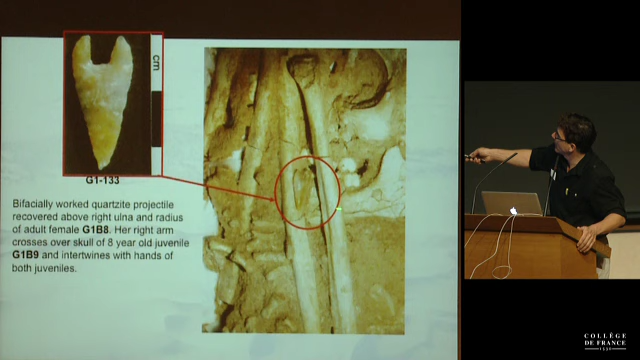 cm
G1-133
Bifacially worked quartzite projectile
recovered above right ulna and radius
of adult female G1B8. Her right arm
crosses over skull of 8 year old juvenile
G1B9 and intertwines with hands of
both juveniles.
COLLÈGE
DE FRANCE
1530